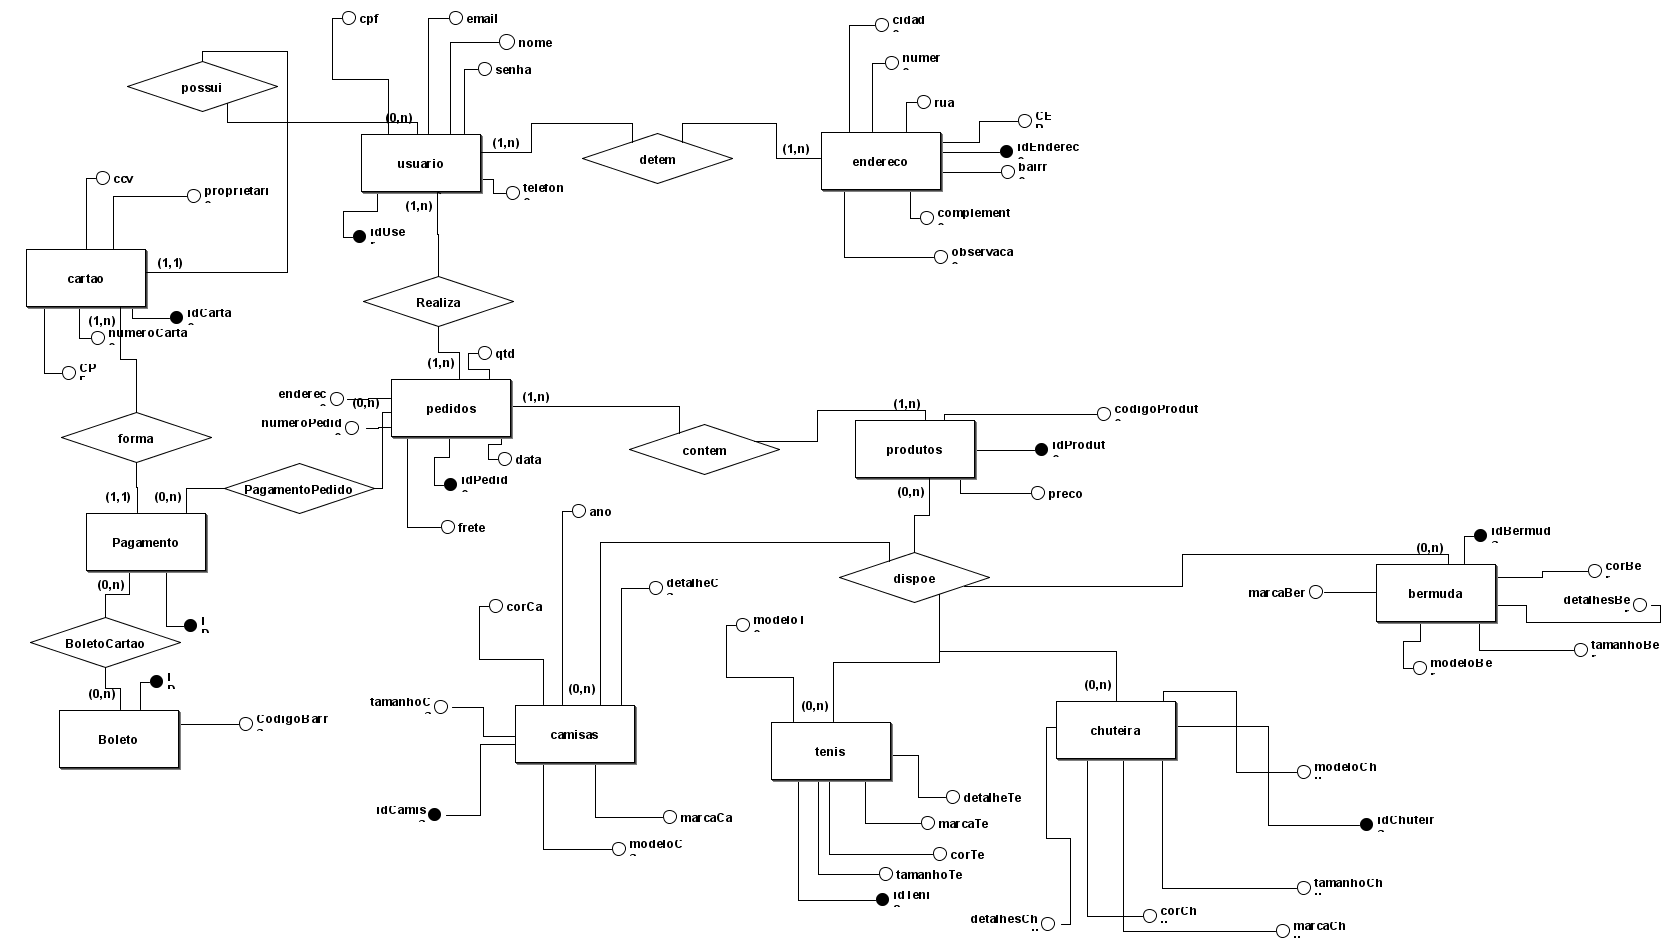 cpf
email
nome
senha
possui
(0,n)
usuario
(1,n)
detem
(1,n)
endereco
cidad
numer
rua
CE
idEnderec
bairr
complement
observaca
telefon
(1,n)
idUse
ccv
proprietari
cartao
(1,1)
idCarta
(1,n)
numeroCarta
CP
Realiza
(1,n)
qtd
enderec
(0,n)
pedidos
(1,n)
numeroPedid
data
idPedid
frete
forma
PagamentoPedido
(1,1)
(0,n)
Pagamento
(0,n)
BoletoCartao
(0,n)
Boleto
CodigoBarr
contem
(1,n)
codigoProdut
produtos
idProdut
preco
(0,n)
dispoe
ano
detalheC
corCa
tamanhoC
(0,n)
camisas
idCamis
marcaCa
modeloC
modeloT
(0,n)
tenis
detalheTe
marcaTe
corTe
tamanhoTe
idTeni
(0,n)
chuteira
modeloCh
idChuteir
tamanhoCh
corCh
marcaCh
detalhesCh
(0,n)
idBermud
corBe
marcaBer
bermuda
detalhesBe
tamanhoBe
modeloBe